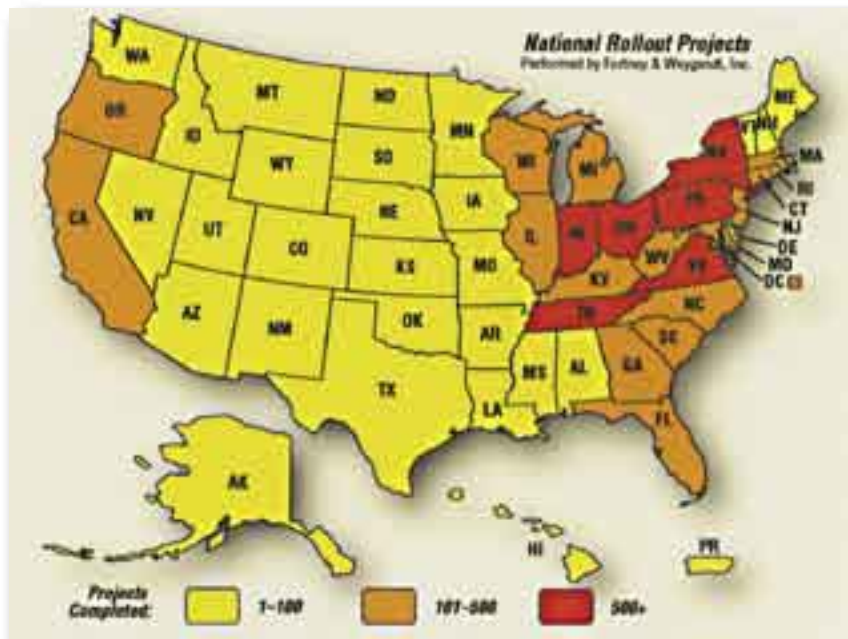 National Rollout Projects
Performed by Fortney & Weygandt, Inc.
WA
OR
CA
ID
NV
MT
WY
UT
AZ
CO
NM
ND
SD
NE
KS
OK
TX
MN
IA
MO
AR
LA
WI
IL
MS
MI
IN
KY
TN
AL
OH
WV
GA
FL
SC
NC
VA
PA
NY
VT
NH
ME
MA
RI
CT
NJ
DE
MD
DC
AK
HI
PR
Projects
Completed:
1-100
101-500
500+